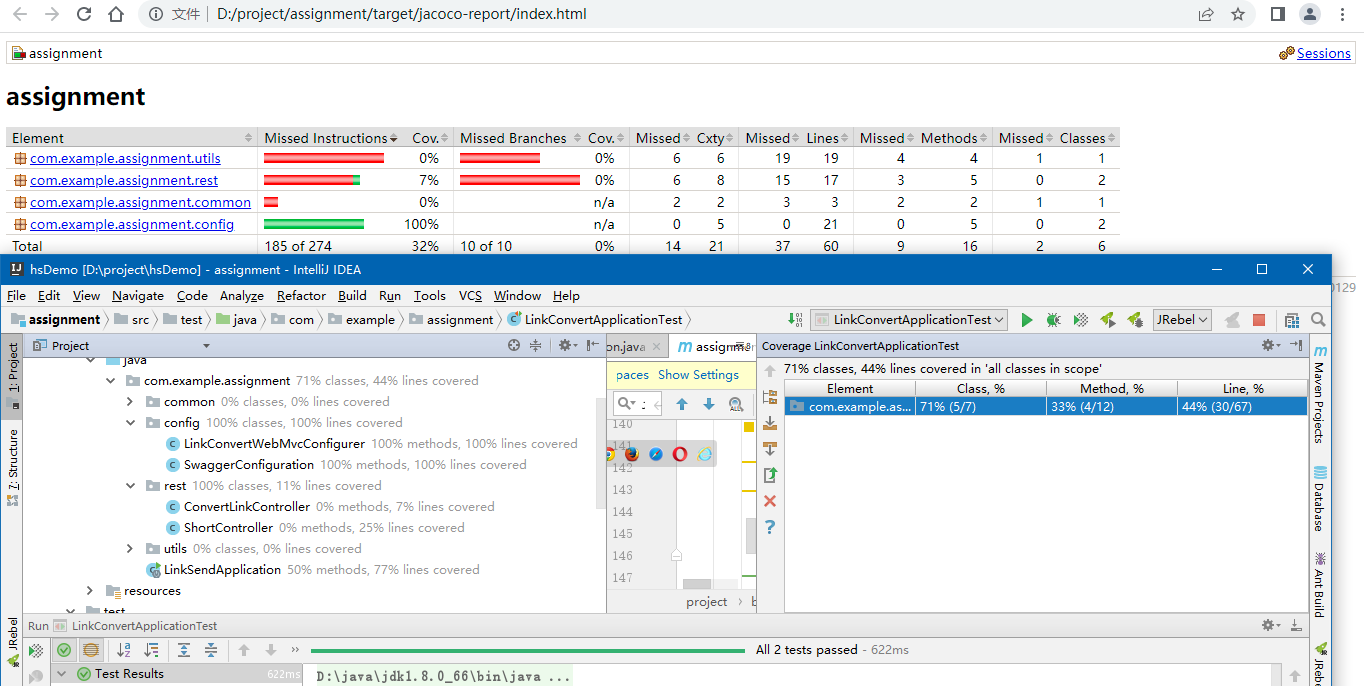 文件 | D:/project/assignment/target/jacoco-report/index.html
assignment Sessions
assignment
Element Missed Instructions Cov. Missed Branches Cov. Missed Cxty Missed Lines Missed Methods Missed Classes
com.example.assignment.utils 0% 0% 6 6 19 19 4 4 1 1
com.example.assignment.rest 7% 0% 6 8 15 17 3 5 0 2
com.example.assignment.common 0% n/a 2 2 3 3 2 2 1 1
com.example.assignment.config 100% n/a 0 5 0 21 0 5 0 2
Total 185 of 274 32% 10 of 10 0% 14 21 37 60 9 16 2 6
hsDemo [D:\project\hsDemo] - assignment - IntelliJ IDEA
0129
File Edit View Navigate Code Analyze Refactor Build Run Tools VCS Window Help
assignment src test java com example assignment LinkConvertApplicationTest LinkConvertApplicationTest JRebel
1: Project
7: Structure
JRebel
Project
java
com.example.assignment 71% classes, 44% lines covered
common 0% classes, 0% lines covered
config 100% classes, 100% lines covered
LinkConvertWebMvcConfigurer 100% methods, 100% lines covered
SwaggerConfiguration 100% methods, 100% lines covered
rest 100% classes, 11% lines covered
ConvertLinkController 0% methods, 7% lines covered
ShortController 0% methods, 25% lines covered
utils 0% classes, 0% lines covered
LinkSendApplication 50% methods, 77% lines covered
resources
test
on.java assignm
paces Show Settings
140
141
142
143
144
145
146
147
project
Coverage LinkConvertApplicationTest
71% classes, 44% lines covered in 'all classes in scope'
Element Class, % Method, % Line, %
com.example.as... 71% (5/7) 33% (4/12) 44% (30/67)
Maven Projects
Database
Ant Build
JRebe
Run LinkConvertApplicationTest
All 2 tests passed - 622ms
Test Results 622ms
D:\java\jdk1.8.0_66\bin\java ...